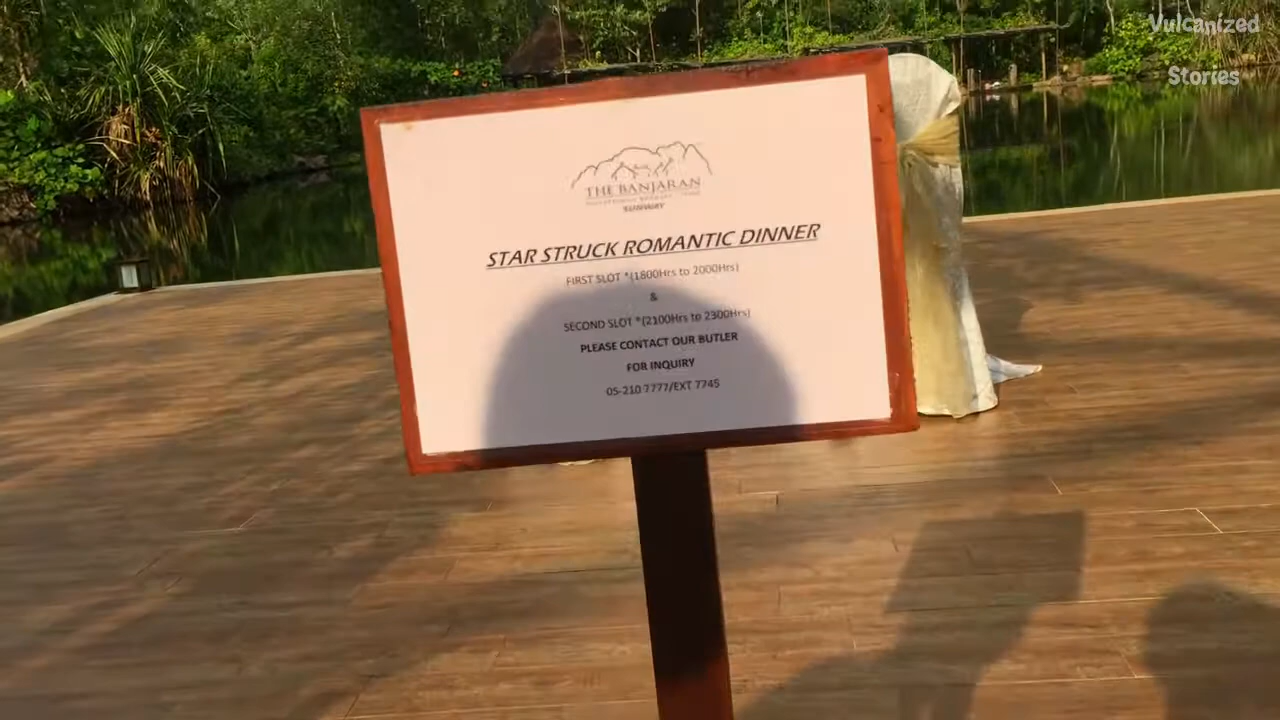 Vulcanized
Stories
THE BANJARAN
SUNWAY
STAR STRUCK ROMANTIC DINNER
FIRST SLOT *(1800Hrs to 2000Hrs)
&
SECOND SLOT *(2100Hrs to 2300Hrs)
PLEASE CONTACT OUR BUTLER
FOR INQUIRY
05-210 7777/EXT 7745